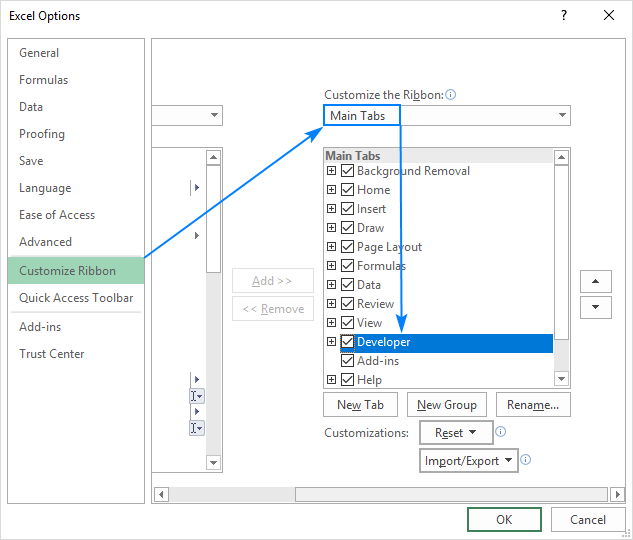 Excel Options
General
Formulas
Data
Proofing
Save
Language
Ease of Access
Advanced
Customize Ribbon
Quick Access Toolbar
Add-ins
Trust Center
Add >>
<< Remove
Customize the Ribbon:
Main Tabs
Main Tabs
Background Removal
Home
Insert
Draw
Page Layout
Formulas
Data
Review
View
Developer
Add-ins
Help
New Tab
New Group
Rename...
Customizations:
Reset
Import/Export
OK
Cancel